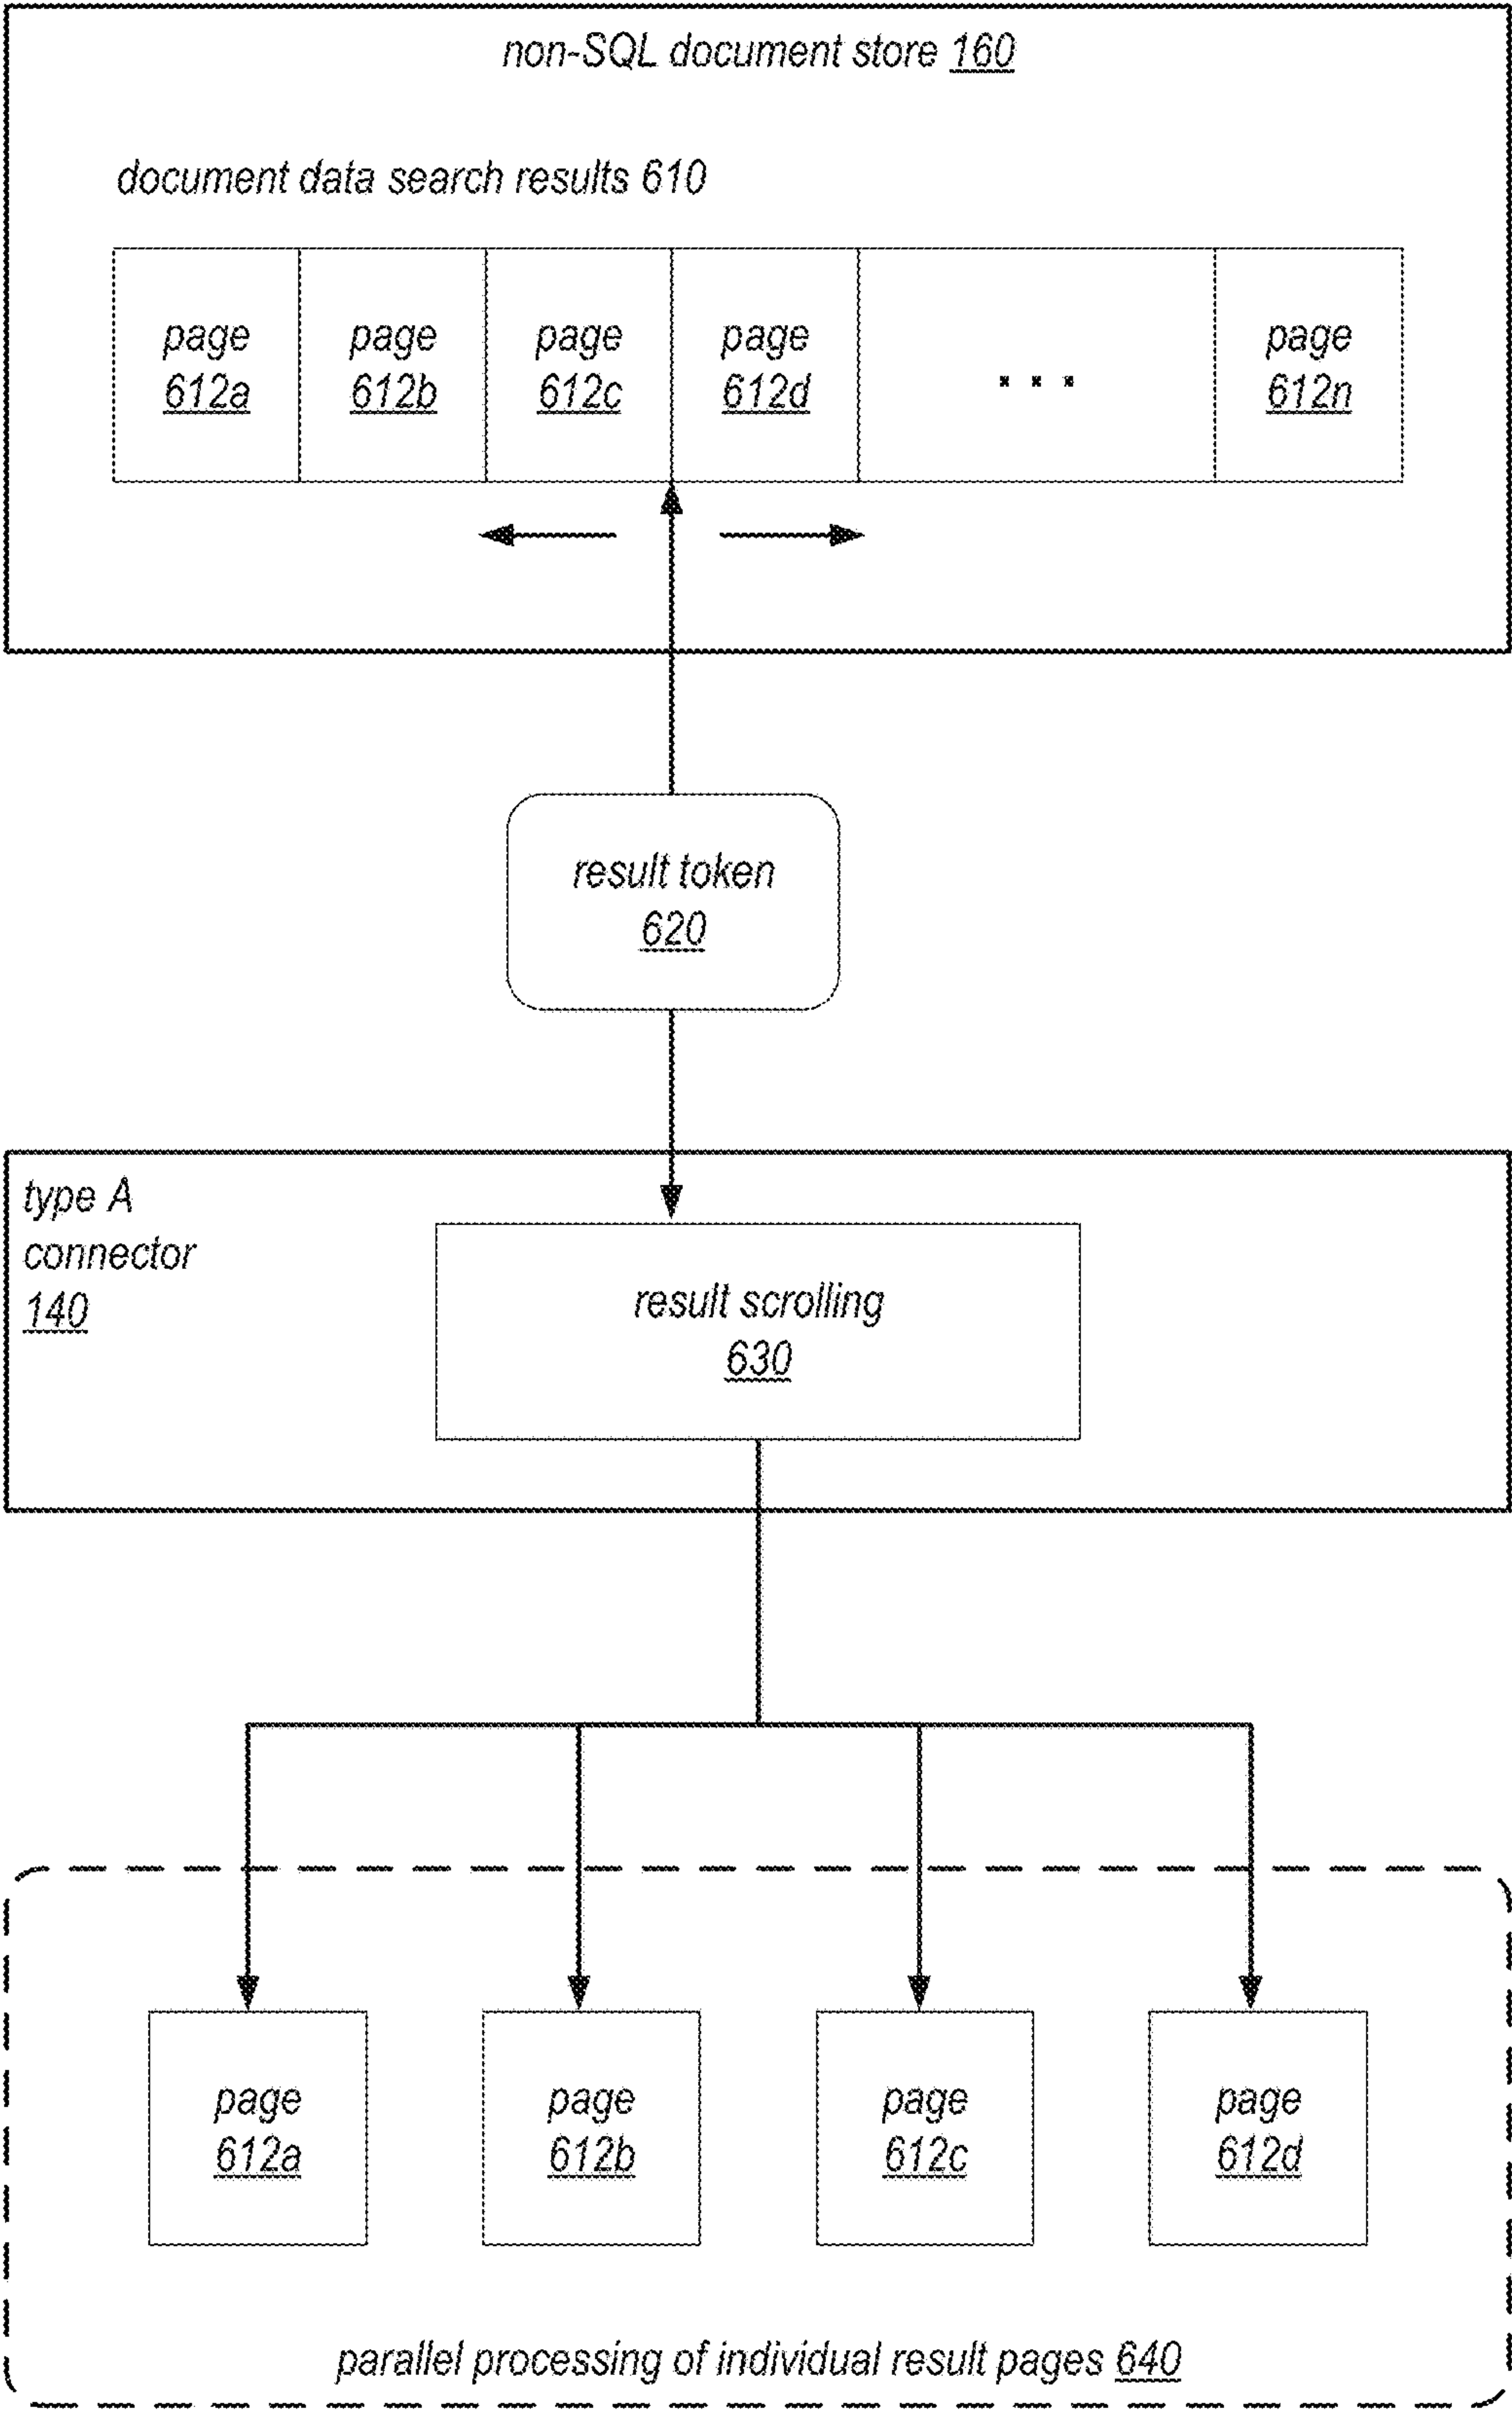 non-SQL document store 160
document data search results 610
page
612a
page
612b
page
612c
page
612d
. . .
page
612n
result token
620
type A
connector
140
result scrolling
630
page
612a
page
612b
page
612c
page
612d
parallel processing of individual result pages 640